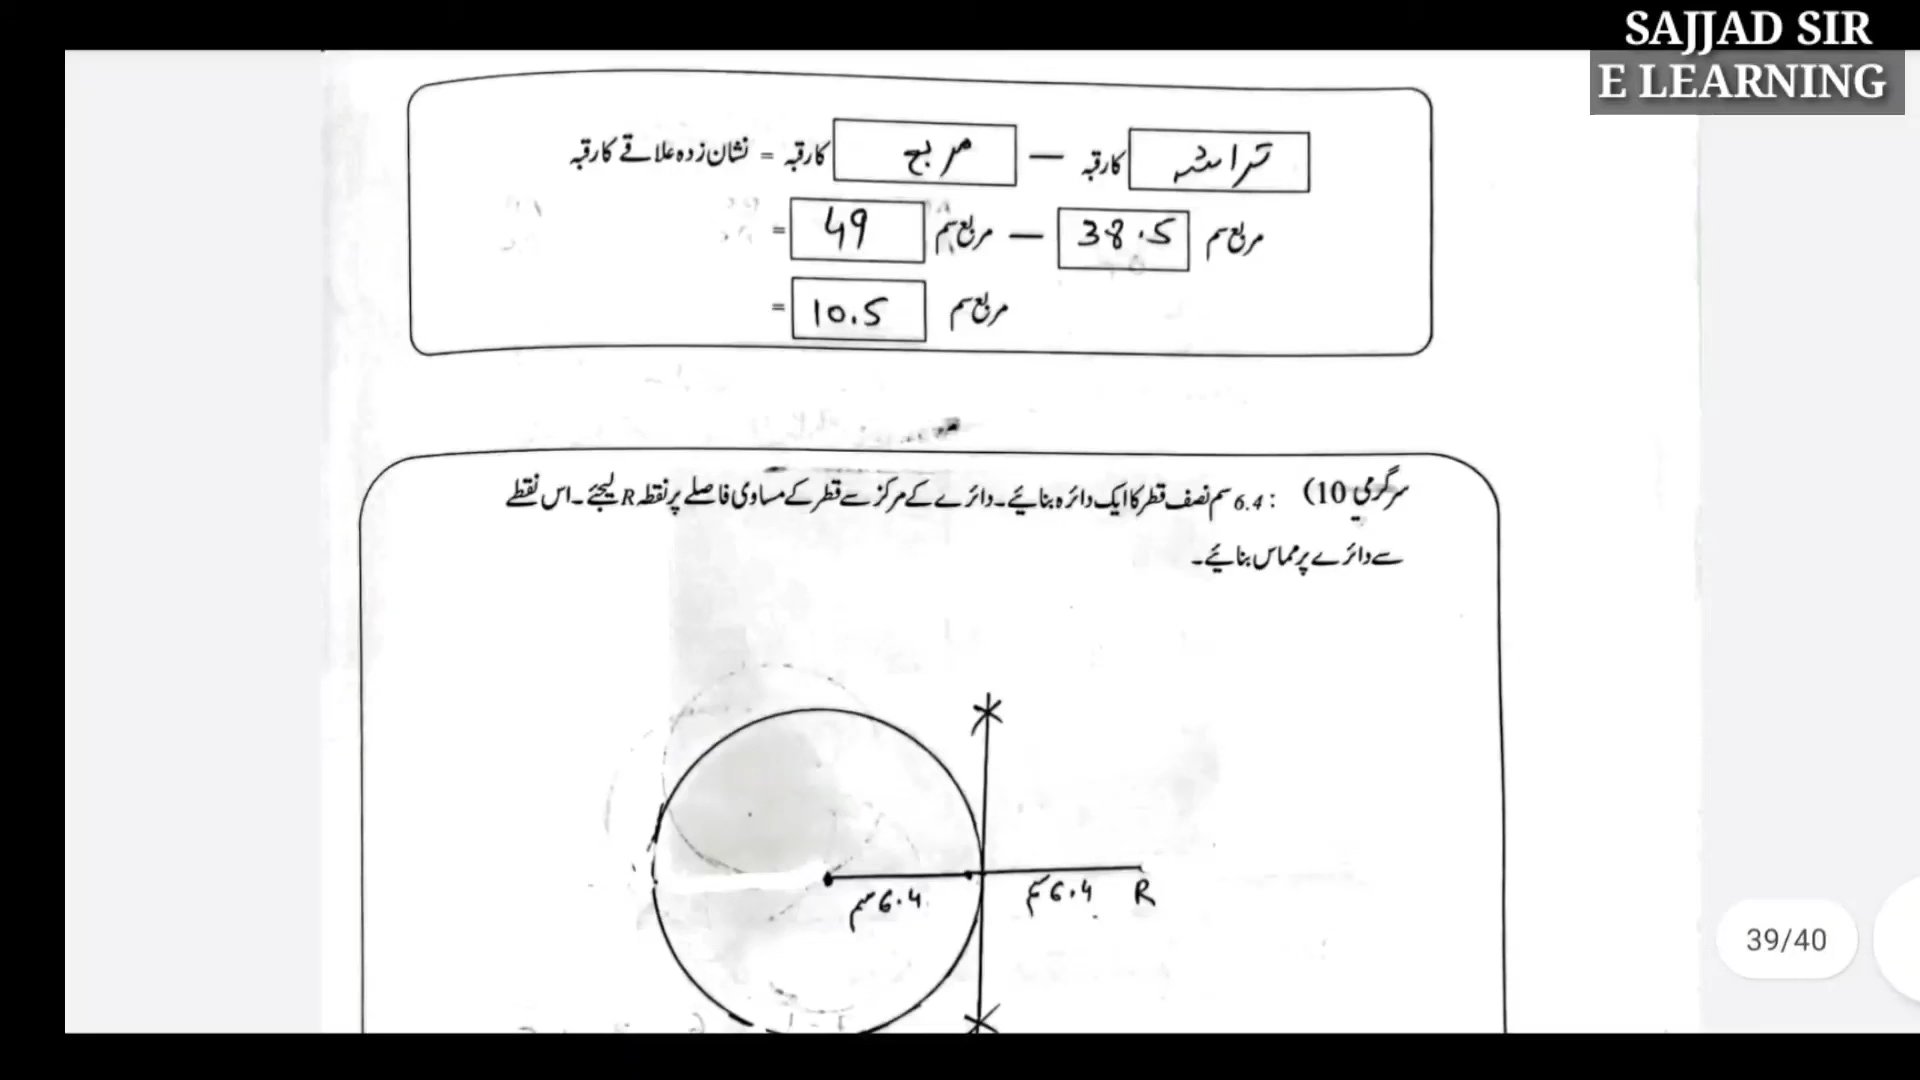 SAJJAD SIR
E LEARNING
نشان زدہ علاقے کا رقبہ = کا رقبہ مربع — کا رقبہ تراشہ
= 49 مربع سم — 38.5 مربع سم
= 10.5 مربع سم
سرگرمی 10) : 6.4 سم نصف قطر کا ایک دائرہ بنائیے۔ دائرے کے مرکز سے قطر کے مساوی فاصلے پر نقطہ R لیجئے۔ اس نقطے
سے دائرے پر مماس بنائیے۔
6.4 سم 6.4 سم R
39/40